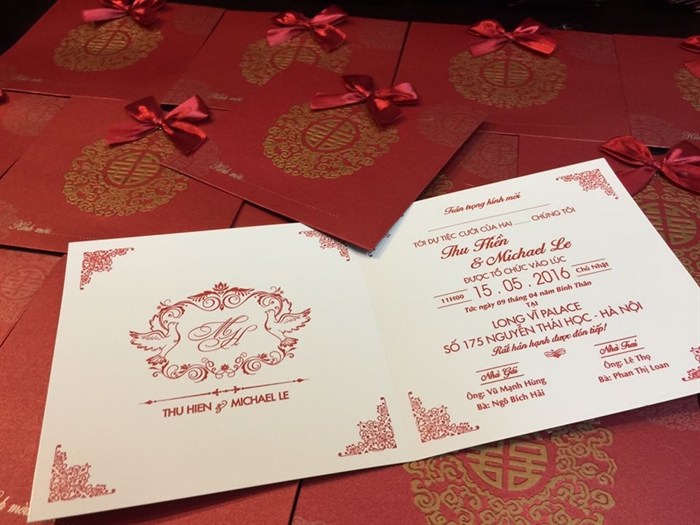 Kính mời
Kính mời
Kính mời
MH
THU HIEN & MICHAEL LE
Trân trọng kính mời
TỚI DỰ TIỆC CƯỚI CỦA HAI ...... CHÚNG TÔI
Thu Hiền
& Michael Le
ĐƯỢC TỔ CHỨC VÀO LÚC
11H00 15 . 05 . 2016 Chủ Nhật
Tức ngày 09 tháng 04 năm Bính Thân
TẠI
LONG VĨ PALACE
SỐ 175 NGUYỄN THÁI HỌC - HÀ NỘI
Rất hân hạnh được đón tiếp!
Nhà Gái
Ông: Vũ Mạnh Hùng
Bà: Ngô Bích Hải
Nhà Trai
Ông: Lê Thọ
Bà: Phan Thị Loan
Kính mời